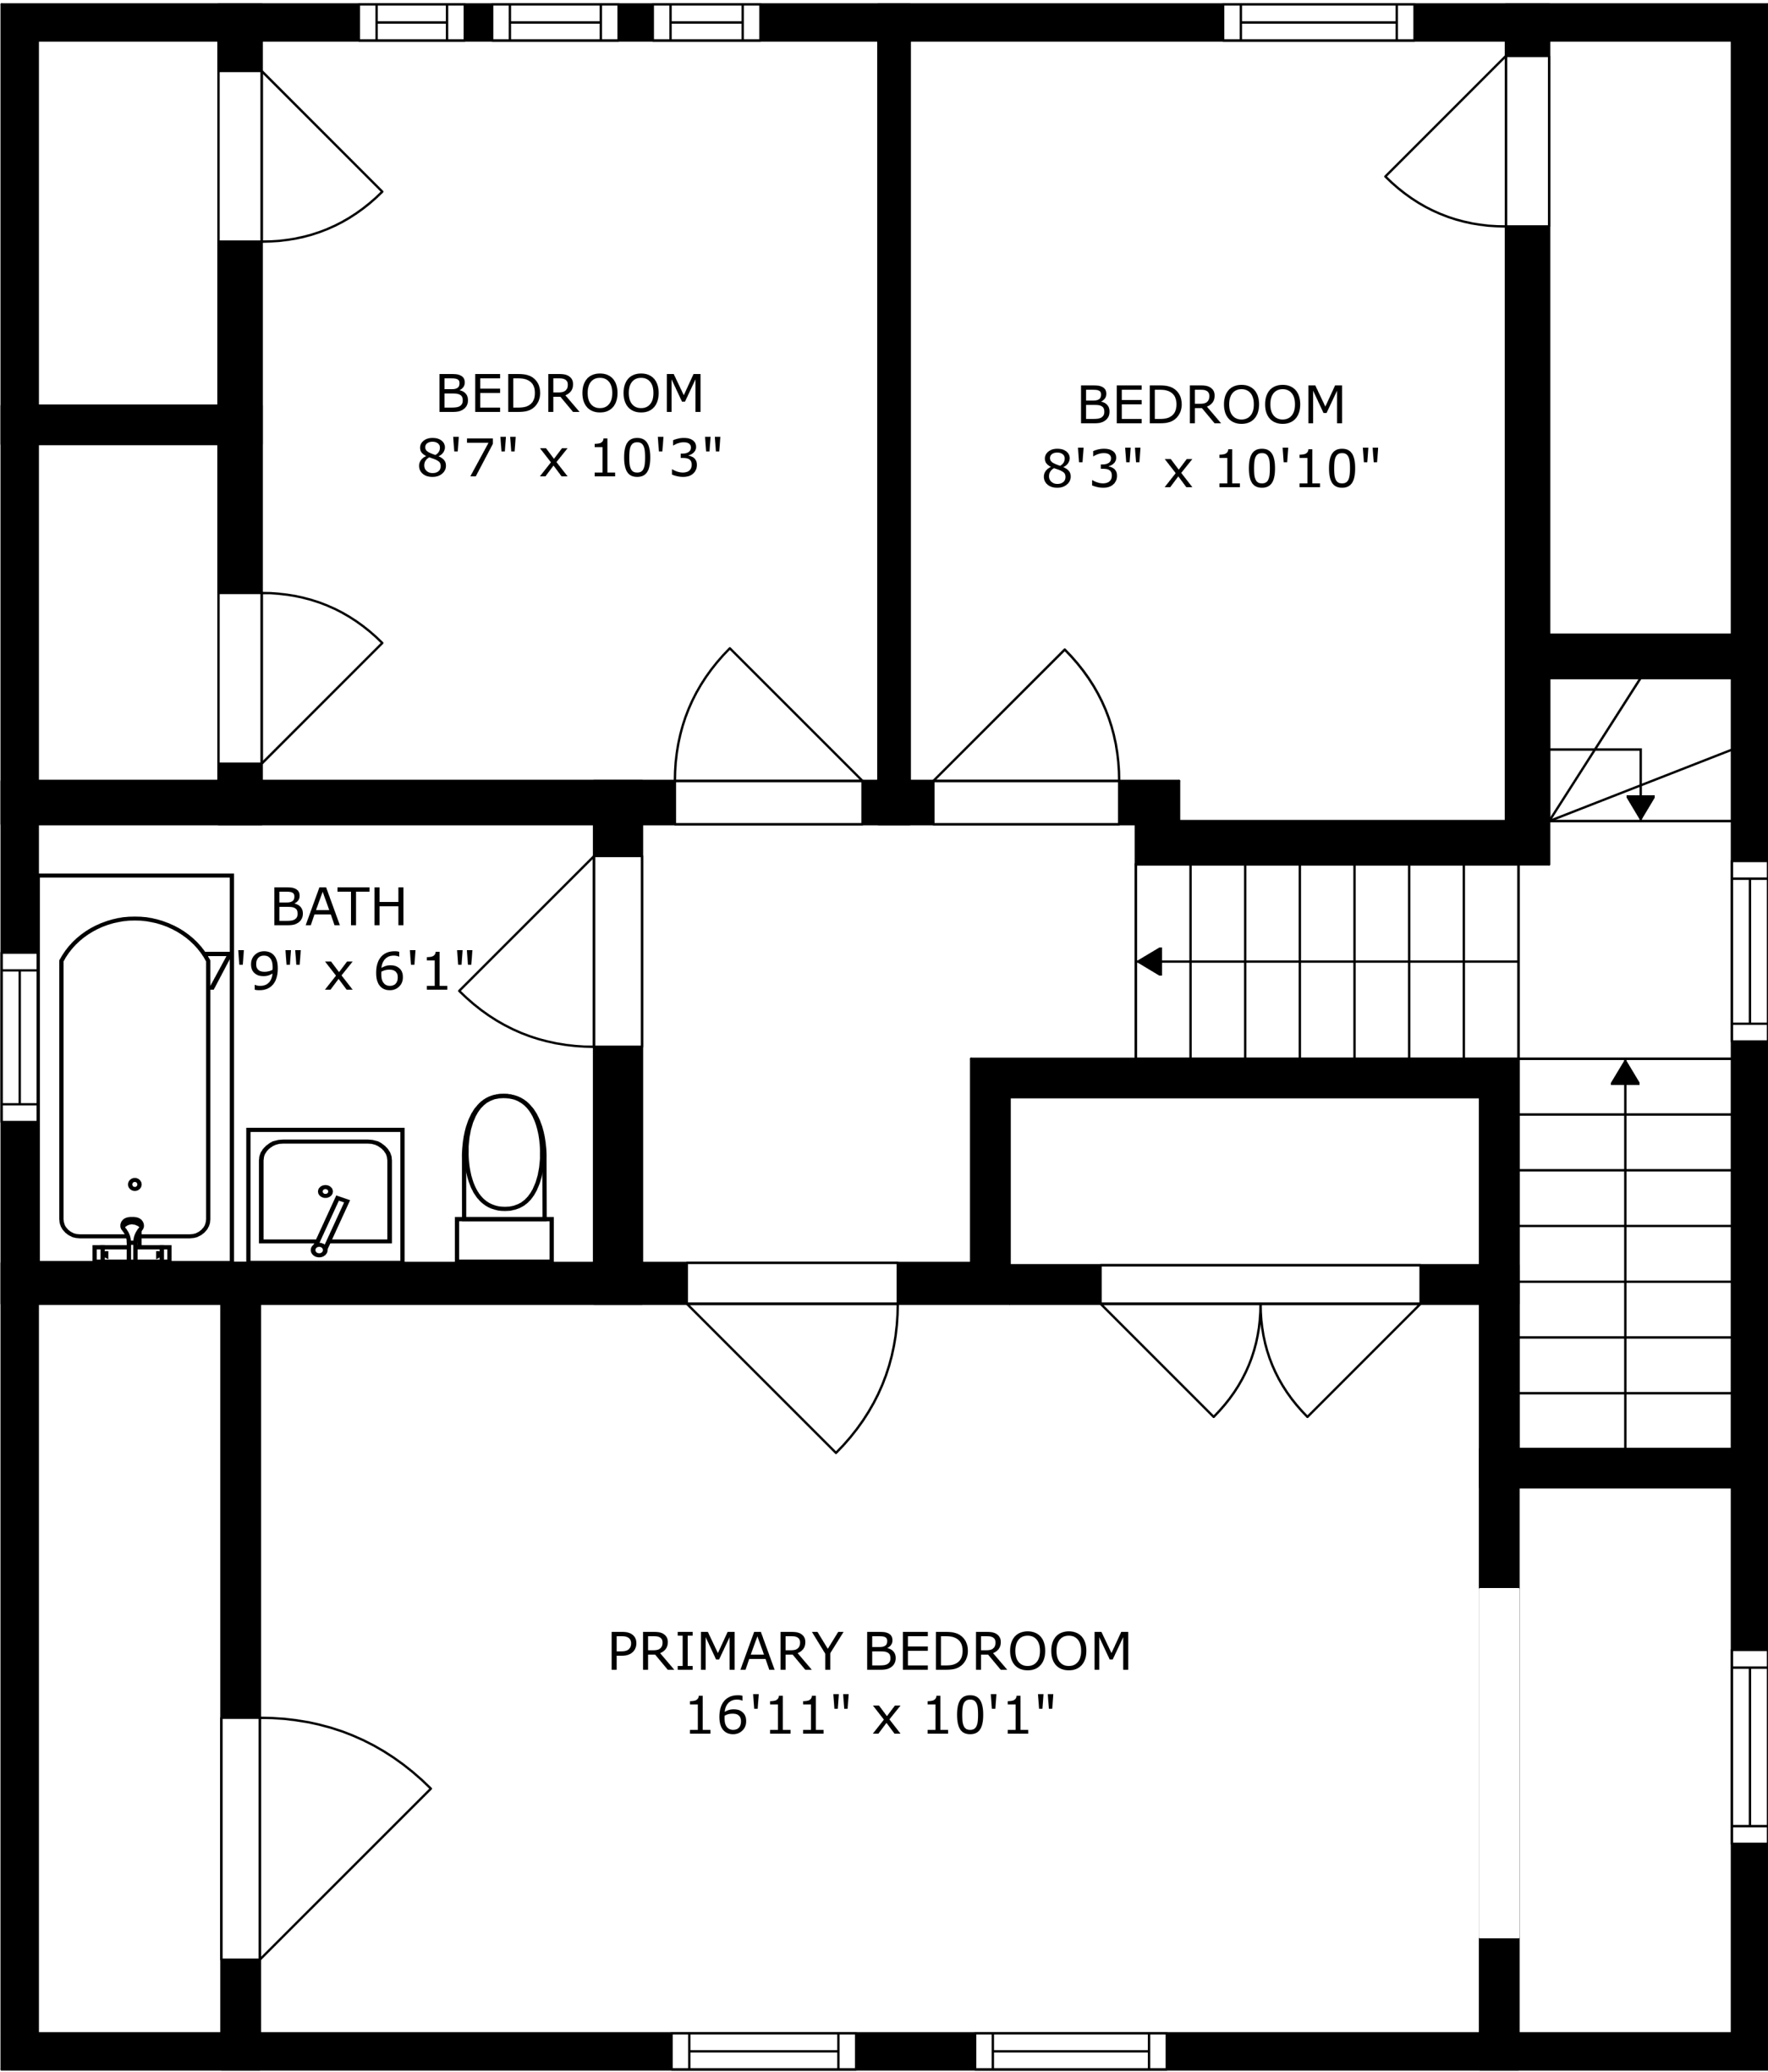 BEDROOM
8'7" x 10'3"
BEDROOM
8'3" x 10'10"
BATH
7'9" x 6'1"
PRIMARY BEDROOM
16'11" x 10'1"